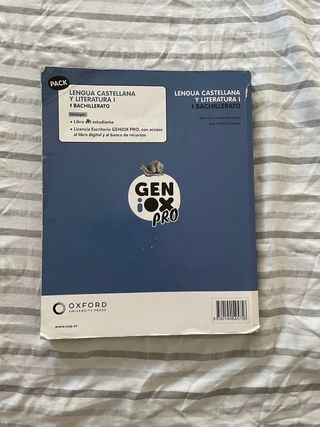 PACK
LENGUA CASTELLANA
Y LITERATURA I
1 BACHILLERATO
Incluye:
• Libro del estudiante
• Licencia Escritorio GENiOX PRO, con acceso
al libro digital y al banco de recursos
LENGUA CASTELLANA
Y LITERATURA I
1 BACHILLERATO
GEN
iOX
PRO
OXFORD
UNIVERSITY PRESS
www.oup.es